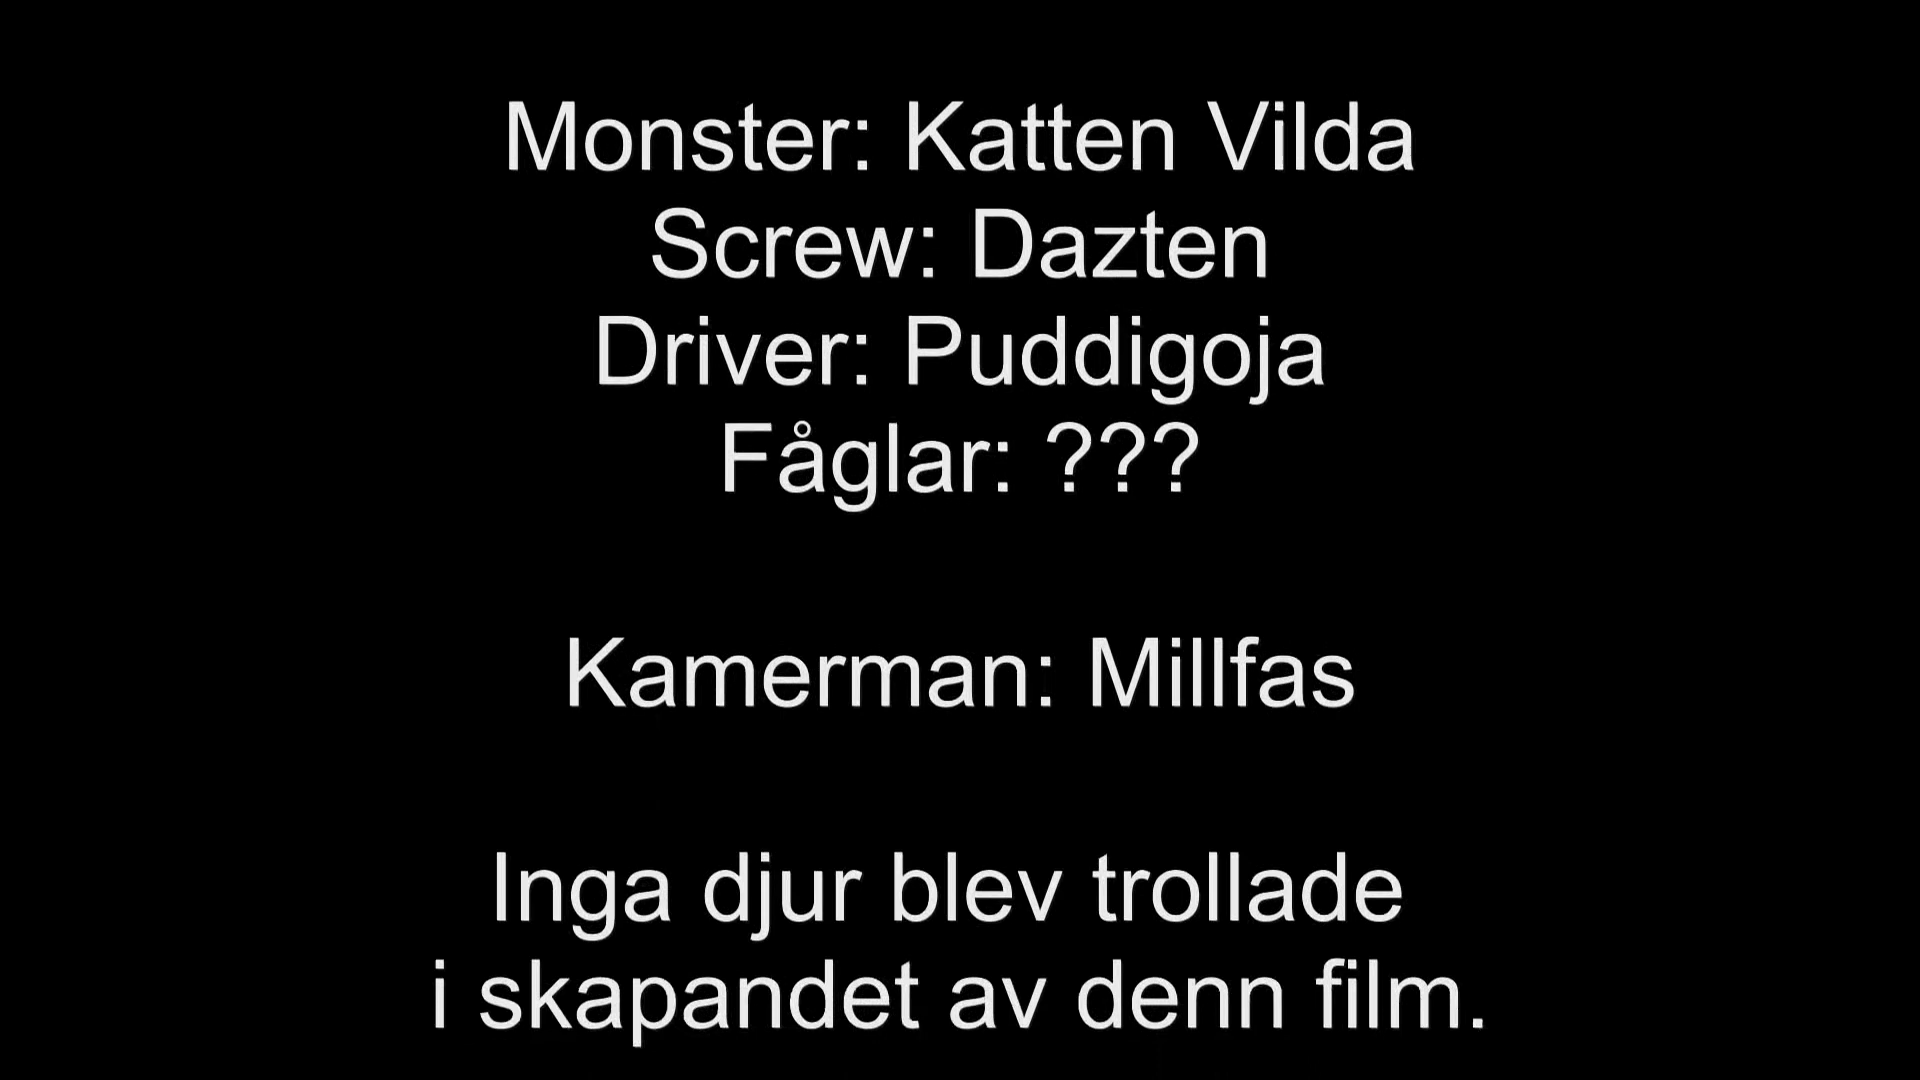 Monster: Katten Vilda
Screw: Dazten
Driver: Puddigoja
Fåglar: ???
Kamerman: Millfas
Inga djur blev trollade
i skapandet av denn film.